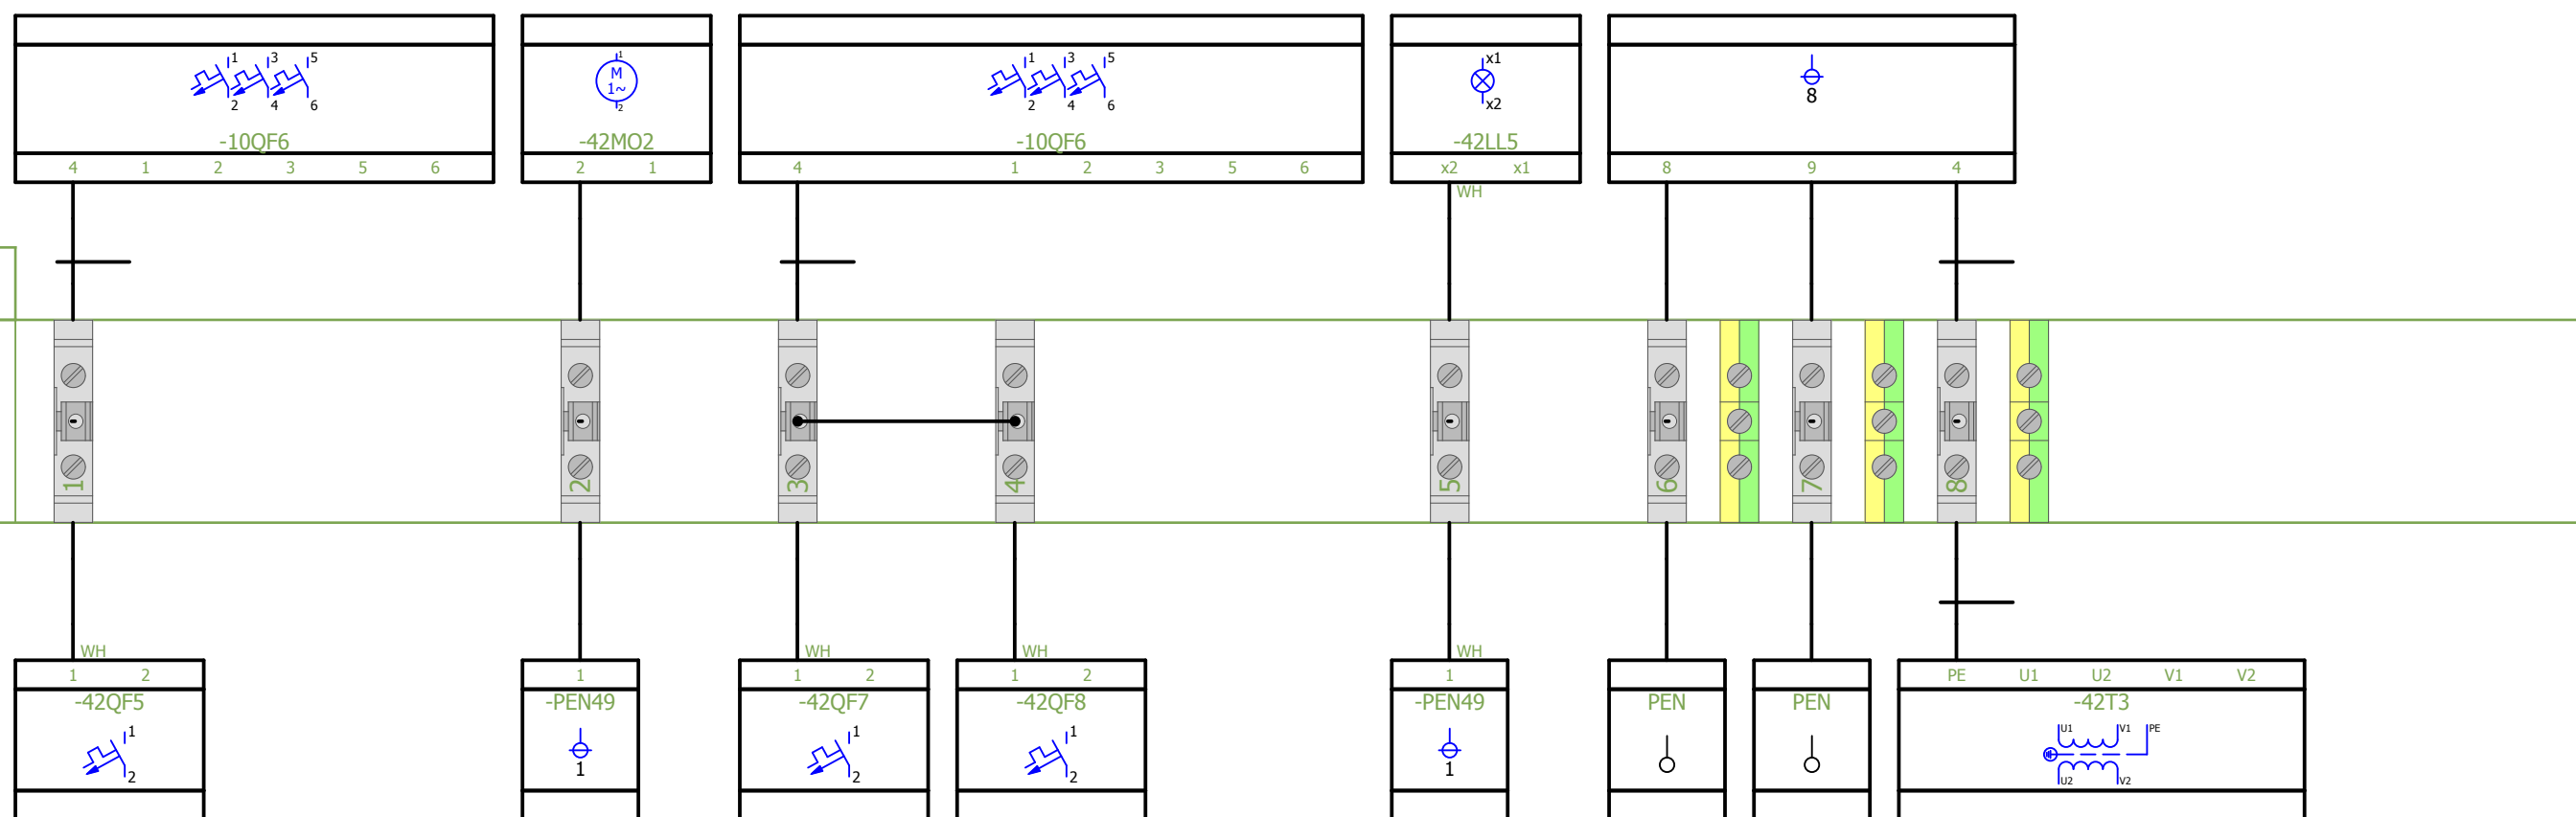 1 3 5
2 4 6
-10QF6
4 1 2 3 5 6
1
M
1~
2
-42MO2
2 1
1 3 5
2 4 6
-10QF6
4 1 2 3 5 6
x1
x2
-42LL5
x2 x1
WH
8
8 9 4
1 2 3 4 5 6 7 8
WH
1 2
-42QF5
1
2
1
-PEN49
1
WH
1 2
-42QF7
1
2
WH
1 2
-42QF8
1
2
WH
1
-PEN49
1
PEN
PEN
PE U1 U2 V1 V2
-42T3
U1 V1 PE
U2 V2